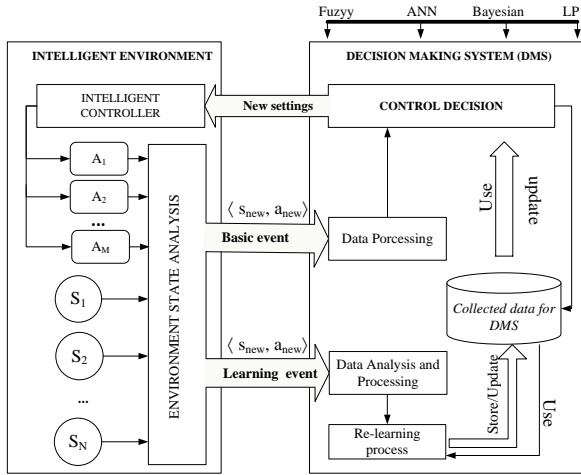 Fuzyy ANN Bayesian LP
INTELLIGENT ENVIRONMENT
DECISION MAKING SYSTEM (DMS)
INTELLIGENT
CONTROLLER
New settings
CONTROL DECISION
A1
A2
...
AM
S1
S2
...
SN
ENVIRONMENT STATE ANALYSIS
⟨ snew, anew⟩
Basic event
Data Porcessing
Use
update
Collected data for
DMS
⟨ snew, anew⟩
Learning event
Data Analysis and
Processing
Re-learning
process
Store/Update
Use